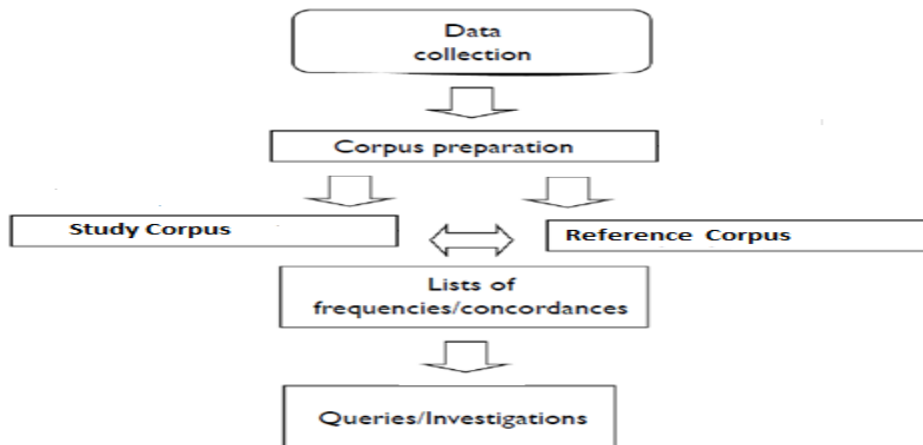 Data
collection
Corpus preparation
Study Corpus
Reference Corpus
Lists of
frequencies/concordances
Queries/Investigations